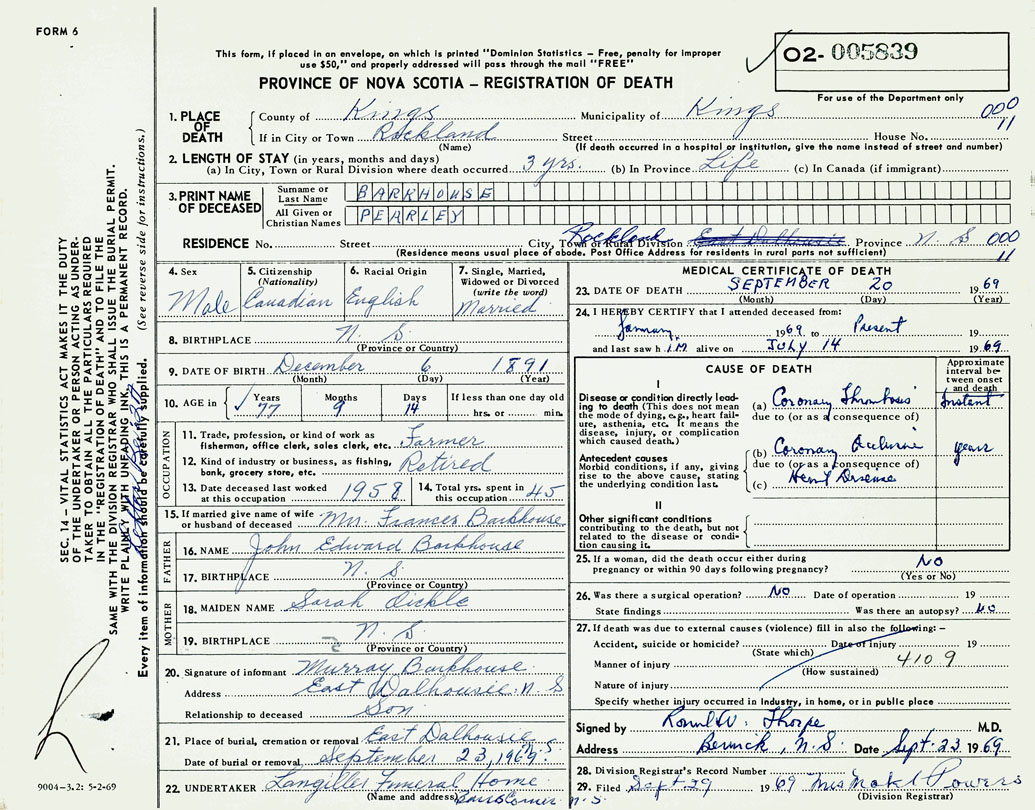 FORM 6
This form, if placed in an envelope, on which is printed "Dominion Statistics – Free, penalty for improper
use $50," and properly addressed will pass through the mail "FREE"
PROVINCE OF NOVA SCOTIA – REGISTRATION OF DEATH
O2- 005839
For use of the Department only
1. PLACE OF DEATH
County of Kings Municipality of Kings 000
11
If in City or Town Rockland Street House No.
(Name) (If death occurred in a hospital or institution, give the name instead of street and number)
2. LENGTH OF STAY (in years, months and days)
(a) In City, Town or Rural Division where death occurred 3 yrs. (b) In Province Life (c) In Canada (if immigrant)
3. PRINT NAME OF DECEASED
Surname or Last Name BARKHOUSE
All Given or Christian Names PEARLEY
RESIDENCE No. Street City, Town or Rural Division Rockland East Dalhousie Province N. S 000
11
(Residence means usual place of abode. Post Office Address for residents in rural parts not sufficient)
4. Sex
Male
5. Citizenship
(Nationality)
Canadian
6. Racial Origin
English
7. Single, Married,
Widowed or Divorced
(write the word)
Married
8. BIRTHPLACE N. S.
(Province or Country)
9. DATE OF BIRTH December 6 1891
(Month) (Day) (Year)
10. AGE in Years Months Days If less than one day old
77 9 14 hrs. or min.
OCCUPATION
11. Trade, profession, or kind of work as
fisherman, office clerk, sales clerk, etc. Farmer
12. Kind of industry or business, as fishing,
bank, grocery store, etc. Retired
13. Date deceased last worked
at this occupation 1958
14. Total yrs. spent in
this occupation 45
15. If married give name of wife
or husband of deceased Mrs. Frances Barkhouse
FATHER
16. NAME John Edward Barkhouse
17. BIRTHPLACE N. S.
(Province or Country)
MOTHER
18. MAIDEN NAME Sarah
19. BIRTHPLACE N. S.
(Province or Country)
20. Signature of informant Murray Barkhouse
Address East Dalhousie. N. S
Relationship to deceased Son
21. Place of burial, cremation or removal East Dalhousie N. S.
Date of burial or removal September 23, 1969
22. UNDERTAKER Langilles Funeral Home
(Name and address) N. S.
MEDICAL CERTIFICATE OF DEATH
23. DATE OF DEATH SEPTEMBER 20 1969
(Month) (Day) (Year)
24. I HEREBY CERTIFY that I attended deceased from:
January 1969 to Present 19
and last saw him alive on JULY 14 1969
CAUSE OF DEATH
Approximate
interval be-
tween onset
and death
I
Disease or condition directly lead-
ing to death (This does not mean
the mode of dying, e.g., heart fail-
ure, asthenia, etc. It means the
disease, injury, or complication
which caused death.)
(a) Coronary Thrombosis Instant
due to (or as a consequence of)
Antecedent causes
Morbid conditions, if any, giving
rise to the above cause, stating
the underlying condition last.
(b) Coronary Occlusion years
due to (or as a consequence of)
(c) Heart Disease
II
Other significant conditions
contributing to the death, but not
related to the disease or condi-
tion causing it.
25. If a woman, did the death occur either during
pregnancy or within 90 days following pregnancy? No
(Yes or No)
26. Was there a surgical operation? NO Date of operation 19
State findings Was there an autopsy? NO
27. If death was due to external causes (violence) fill in also the following: –
Accident, suicide or homicide? Date of injury 19
(State which)
Manner of injury 4109
(How sustained)
Nature of injury
Specify whether injury occurred in Industry, in home, or in public place
Signed by Thorpe M.D.
Address Berwick, N. S. Date Sept. 23 1969
28. Division Registrar's Record Number
29. Filed Sept 29 1969 Powers
(Division Registrar)
SEC. 14 – VITAL STATISTICS ACT MAKES IT THE DUTY
OF THE UNDERTAKER OR PERSON ACTING AS UNDER-
TAKER TO OBTAIN ALL THE PARTICULARS REQUIRED
IN THE "REGISTRATION OF DEATH" AND TO FILE THE
SAME WITH THE DIVISION REGISTRAR WHO SHALL ISSUE THE BURIAL PERMIT.
WRITE PLAINLY WITH UNFADING INK, THIS IS A PERMANENT RECORD.
Every item of information should be carefully supplied. (See reverse side for instructions.)
9004-3.2: 5-2-69